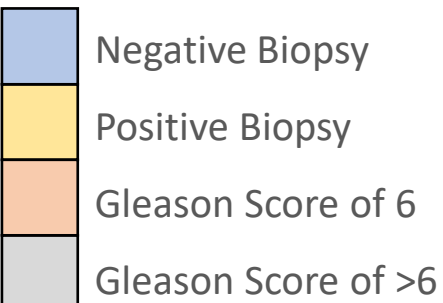 Negative Biopsy
Positive Biopsy
Gleason Score of 6
Gleason Score of >6